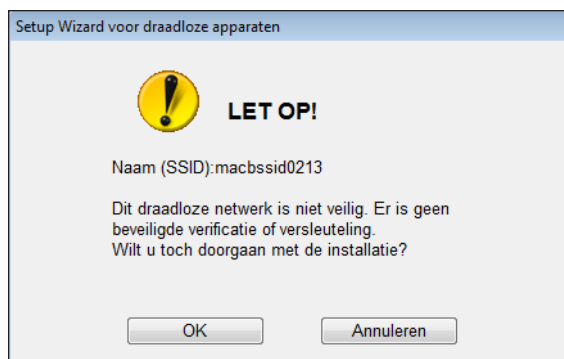 Setup Wizard voor draadloze apparaten
LET OP!
Naam (SSID):macbssid0213
Dit draadloze netwerk is niet veilig. Er is geen
beveiligde verificatie of versleuteling.
Wilt u toch doorgaan met de installatie?
OK
Annuleren